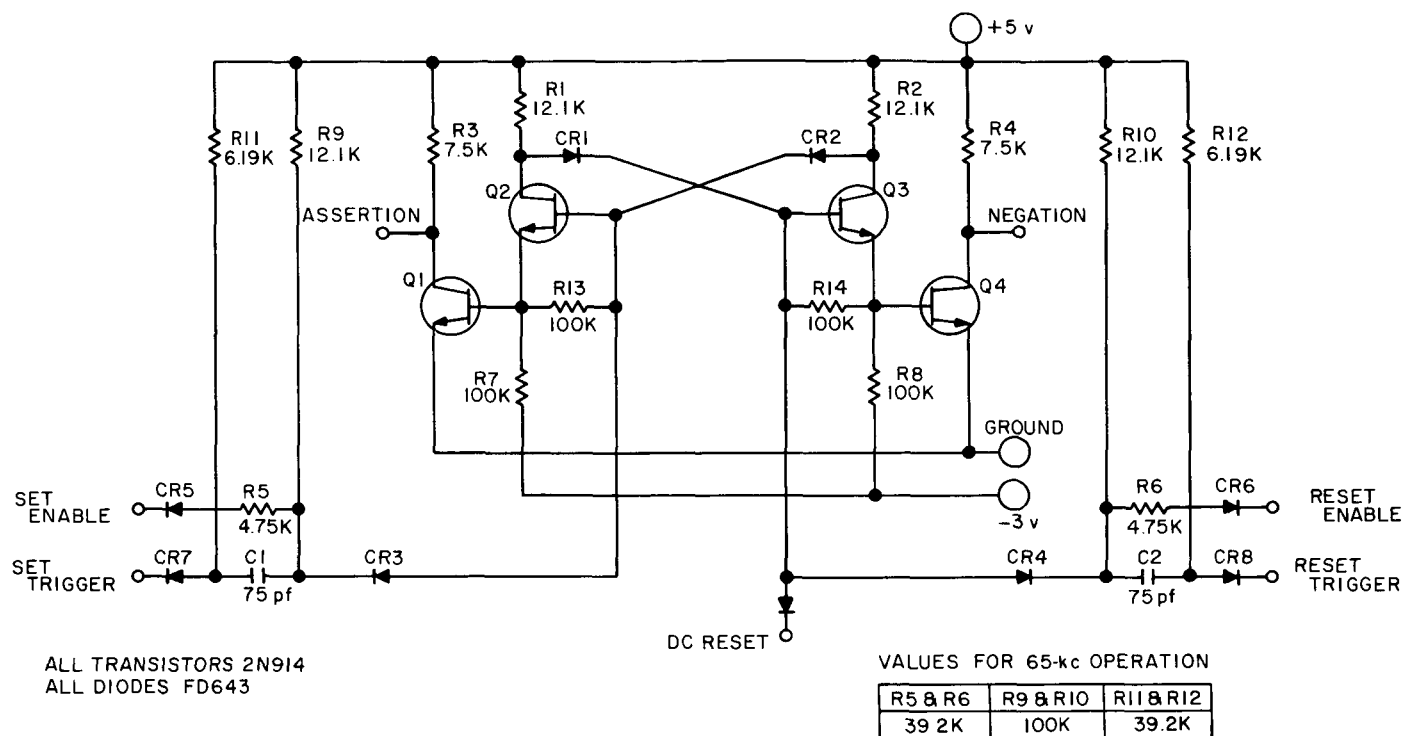 +5 v
R1
12.1K
R2
12.1K
R11
6.19K
R9
12.1K
R3
7.5K
CR1
CR2
R4
7.5K
R10
12.1K
R12
6.19K
Q2
Q3
ASSERTION
NEGATION
Q1
R13
100K
R14
100K
Q4
R7
100K
R8
100K
GROUND
-3 v
SET
ENABLE
CR5
R5
4.75K
R6
4.75K
CR6
RESET
ENABLE
SET
TRIGGER
CR7
C1
75 pf
CR3
CR4
C2
75 pf
CR8
RESET
TRIGGER
DC RESET
ALL TRANSISTORS 2N914
ALL DIODES FD643
VALUES FOR 65-kc OPERATION
R5 & R6 R9 & R10 R11 & R12
39 2K 100K 39.2K